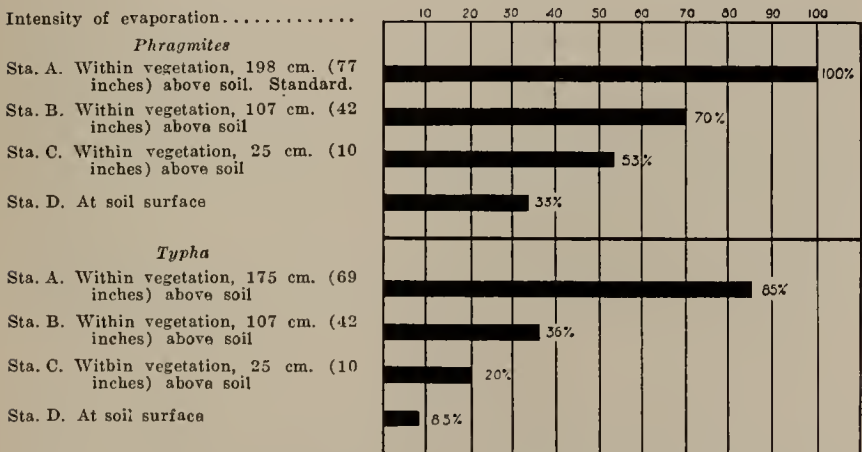 Intensity of evaporation.............
10 20 30 40 50 60 70 80 90 100
Phragmites
Sta. A. Within vegetation, 198 cm. (77
inches) above soil. Standard.
100%
Sta. B. Within vegetation, 107 cm. (42
inches) above soil
70%
Sta. C. Within vegetation, 25 cm. (10
inches) above soil
53%
Sta. D. At soil surface
33%
Typha
Sta. A. Within vegetation, 175 cm. (69
inches) above soil
85%
Sta. B. Within vegetation, 107 cm. (42
inches) above soil
36%
Sta. C. Witbin vegetation, 25 cm. (10
inches) above soil
20%
Sta. D. At soil surface
8 5%